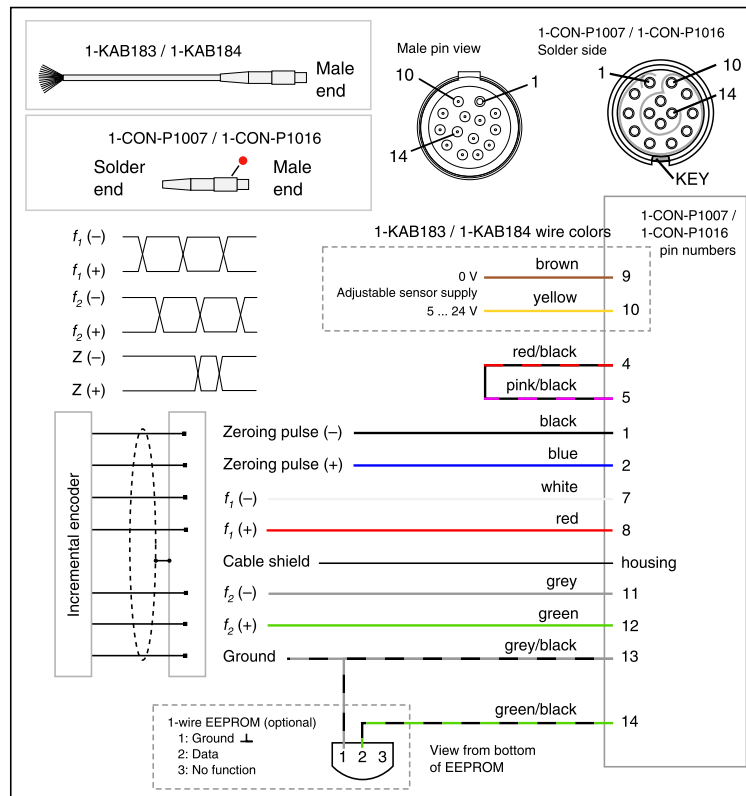 1-KAB183 / 1-KAB184
Male
end
1-CON-P1007 / 1-CON-P1016
Solder
end
Male
end
Male pin view
10
1
14
1-CON-P1007 / 1-CON-P1016
Solder side
1
10
14
KEY
f1 (–)
f1 (+)
f2 (–)
f2 (+)
Z (–)
Z (+)
1-KAB183 / 1-KAB184 wire colors
1-CON-P1007 /
1-CON-P1016
pin numbers
0 V
brown
9
Adjustable sensor supply
5 ... 24 V
yellow
10
red/black
4
pink/black
5
Incremental encoder
Zeroing pulse (–)
black
1
Zeroing pulse (+)
blue
2
f1 (–)
white
7
f1 (+)
red
8
Cable shield
housing
f2 (–)
grey
11
f2 (+)
green
12
Ground
grey/black
13
green/black
14
1-wire EEPROM (optional)
1: Ground
2: Data
3: No function
1 2 3
View from bottom
of EEPROM